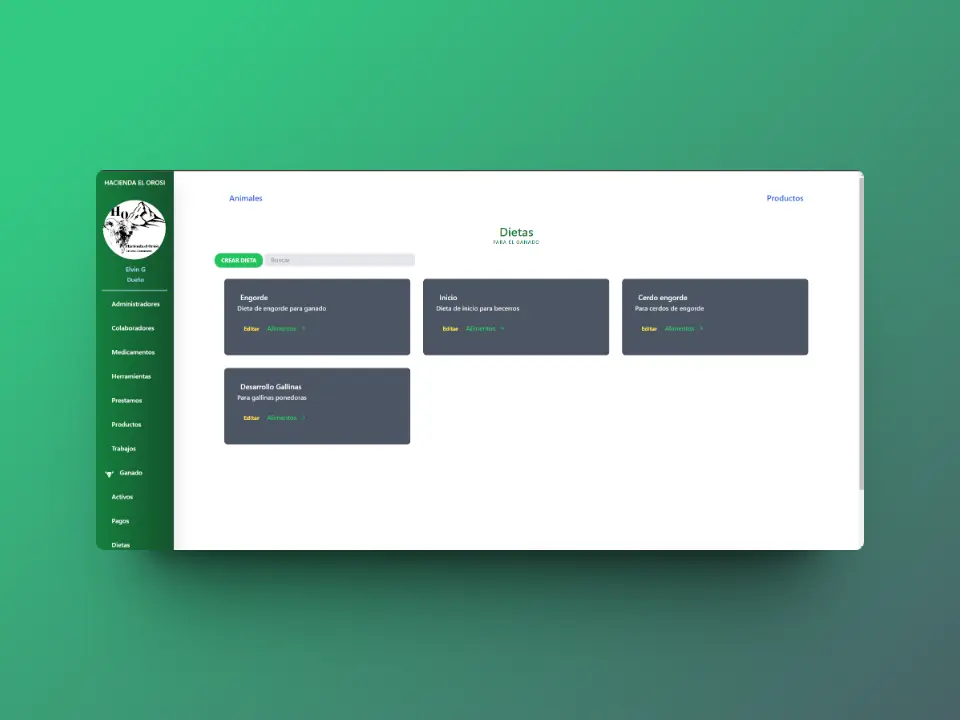 HACIENDA EL OROSI
HO
Hacienda el Orosi
Elvin G
Dueño
Administradores
Colaboradores
Medicamentos
Herramientas
Prestamos
Productos
Trabajos
Ganado
Activos
Pagos
Dietas
Animales
Productos
Dietas
PARA EL GANADO
CREAR DIETA
Buscar
Engorde
Dieta de engorde para ganado
Editar Alimentos >
Inicio
Dieta de inicio para becerros
Editar Alimentos >
Cerdo engorde
Para cerdos de engorde
Editar Alimentos >
Desarrollo Gallinas
Para gallinas ponedoras
Editar Alimentos >